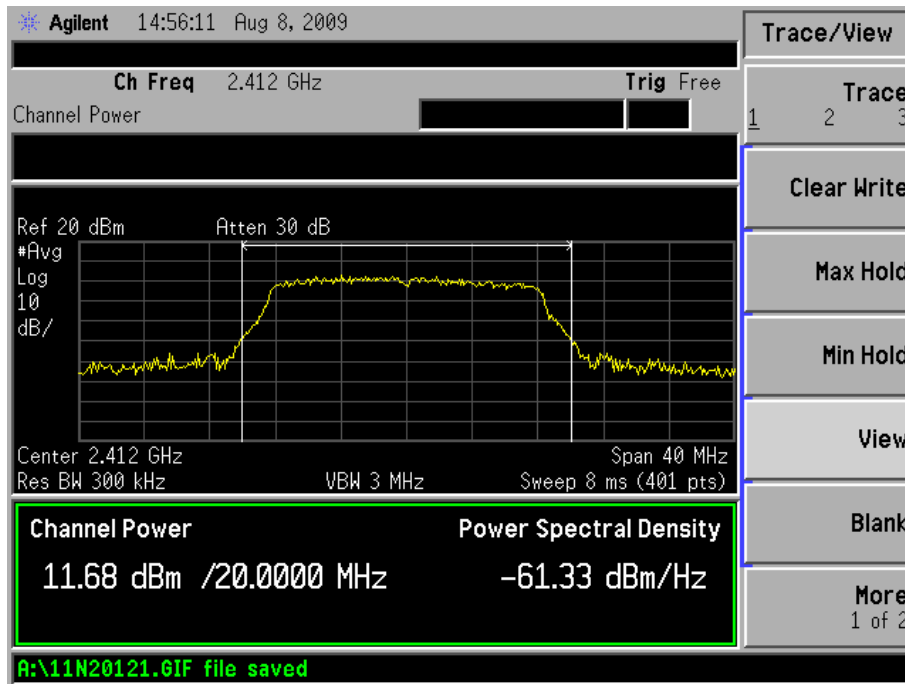 Agilent 14:56:11 Aug 8, 2009
Trace/View
Ch Freq 2.412 GHz Trig Free
Channel Power
Trace
1 2 3
Clear Write
Ref 20 dBm Atten 30 dB
#Avg
Log
10
dB/
Max Hold
Min Hold
View
Center 2.412 GHz Span 40 MHz
Res BW 300 kHz VBW 3 MHz Sweep 8 ms (401 pts)
Channel Power Power Spectral Density
11.68 dBm /20.0000 MHz -61.33 dBm/Hz
Blank
More
1 of 2
A:\11N20121.GIF file saved